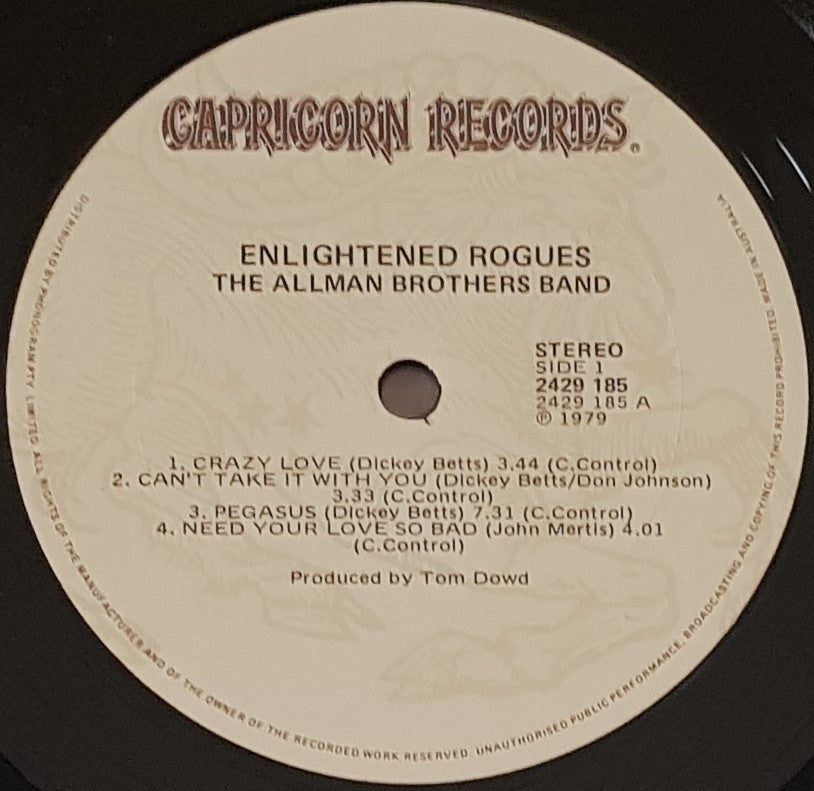 CAPRICORN RECORDS.
ENLIGHTENED ROGUES
THE ALLMAN BROTHERS BAND
STEREO
SIDE 1
2429 185
2429 185 A
℗ 1979
1. CRAZY LOVE (Dickey Betts) 3.44 (C.Control)
2. CAN'T TAKE IT WITH YOU (Dickey Betts/Don Johnson)
3.33 (C.Control)
3. PEGASUS (Dickey Betts) 7.31 (C.Control)
4. NEED YOUR LOVE SO BAD (John Mertis) 4.01
(C.Control)
Produced by Tom Dowd
DISTRIBUTED BY PHONOGRAM PTY. LIMITED. ALL RIGHTS OF THE MANUFACTURER AND OF THE OWNER OF THE RECORDED WORK RESERVED. UNAUTHORISED PUBLIC PERFORMANCE, BROADCASTING AND COPYING OF THIS RECORD PROHIBITED. MADE IN AUSTRALIA